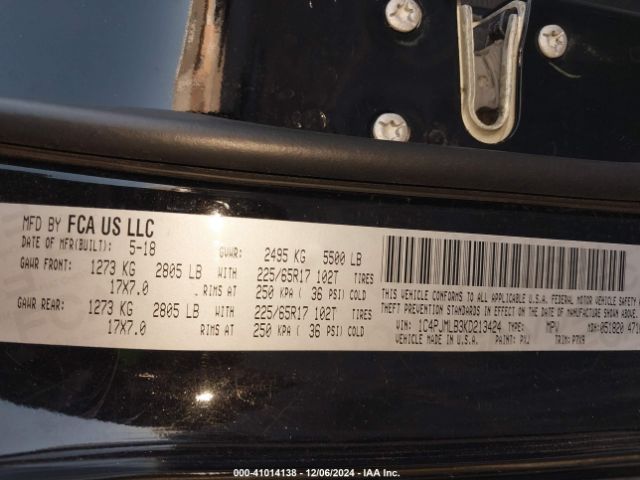 MFD BY FCA US LLC
DATE OF MFR(BUILT): 5-18 GVWR: 2495 KG 5500 LB
GAWR FRONT: 1273 KG 2805 LB WITH 225/65R17 102T TIRES
17X7.0 RIMS AT 250 KPA ( 36 PSI) COLD
GAWR REAR: 1273 KG 2805 LB WITH 225/65R17 102T TIRES
17X7.0 RIMS AT 250 KPA ( 36 PSI) COLD
THIS VEHICLE CONFORMS TO ALL APPLICABLE U.S.A. FEDERAL MOTOR VEHICLE
THEFT PREVENTION STANDARDS IN EFFECT ON THE DATE OF MANUFACTURE
VIN: 1C4PJMLB3KD213424 TYPE: MPV MDH: 051820
VEHICLE MADE IN U.S.A. PAINT: PXJ TRIM:
000-41014138 - 12/06/2024 - IAA Inc.